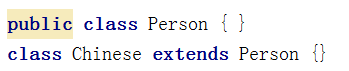 public class Person { }
class Chinese extends Person {}